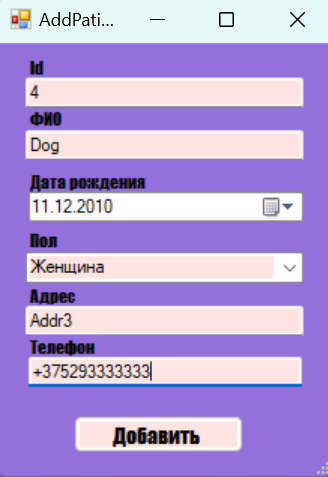 AddPati...
Id
4
ФИО
Dog
Дата рождения
11.12.2010
Пол
Женщина
Адрес
Addr3
Телефон
+375293333333
Добавить